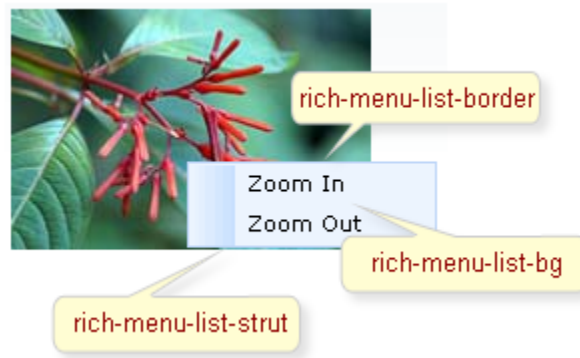 rich-menu-list-border
Zoom In
Zoom Out
rich-menu-list-bg
rich-menu-list-strut